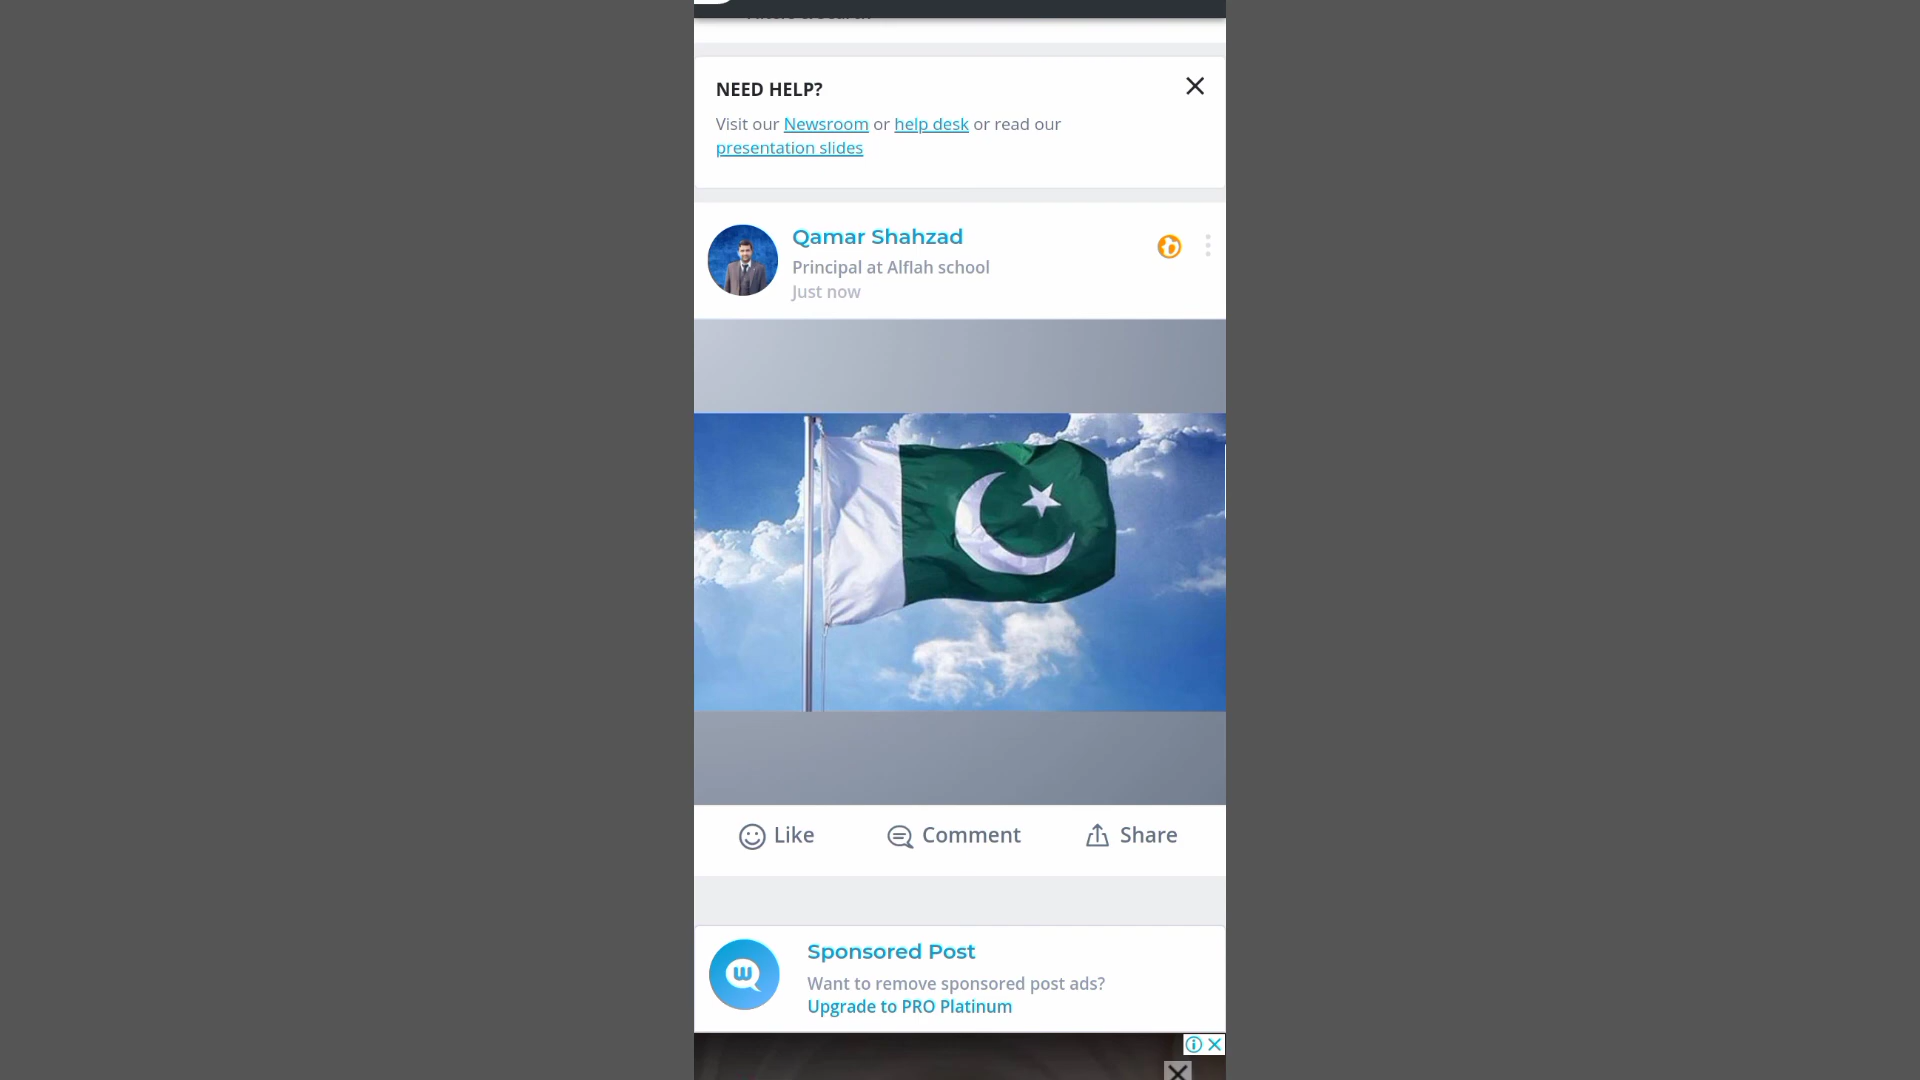 NEED HELP?
Visit our Newsroom or help desk or read our
presentation slides
Qamar Shahzad
Principal at Alflah school
Just now
Like
Comment
Share
Sponsored Post
Want to remove sponsored post ads?
Upgrade to PRO Platinum